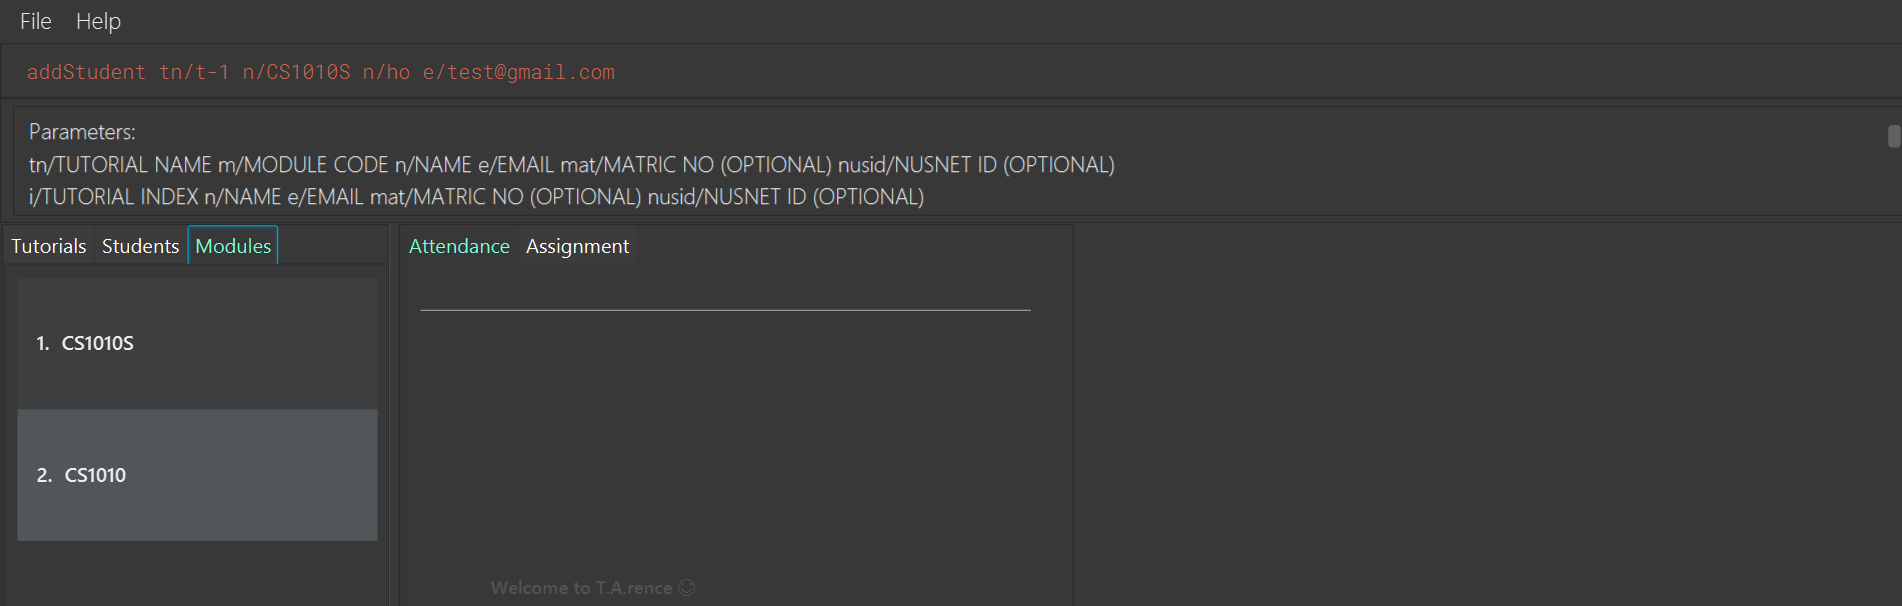 File Help
addStudent tn/t-1 n/CS1010S n/ho e/test@gmail.com
Parameters:
tn/TUTORIAL NAME m/MODULE CODE n/NAME e/EMAIL mat/MATRIC NO (OPTIONAL) nusid/NUSNET ID (OPTIONAL)
i/TUTORIAL INDEX n/NAME e/EMAIL mat/MATRIC NO (OPTIONAL) nusid/NUSNET ID (OPTIONAL)
Tutorials Students Modules
Attendance Assignment
1. CS1010S
2. CS1010
Welcome to T.A.rence